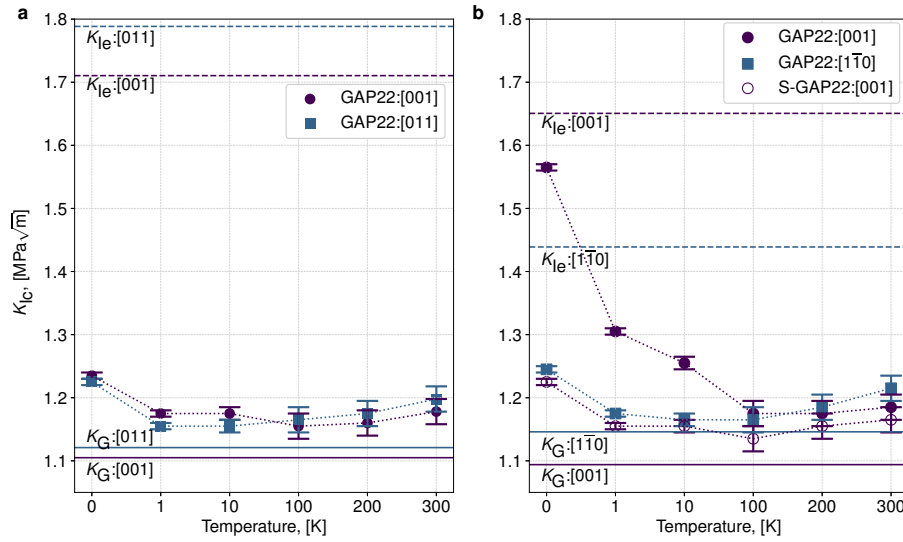 a
K_Ic, [MPa√m]
1.8
1.7
1.6
1.5
1.4
1.3
1.2
1.1
K_Ie:[011]
K_Ie:[001]
GAP22:[001]
GAP22:[011]
K_G:[011]
K_G:[001]
0 1 10 100 200 300
Temperature, [K]
b
1.8
1.7
1.6
1.5
1.4
1.3
1.2
1.1
GAP22:[001]
GAP22:[11̅0]
S-GAP22:[001]
K_Ie:[001]
K_Ie:[11̅0]
K_G:[11̅0]
K_G:[001]
0 1 10 100 200 300
Temperature, [K]